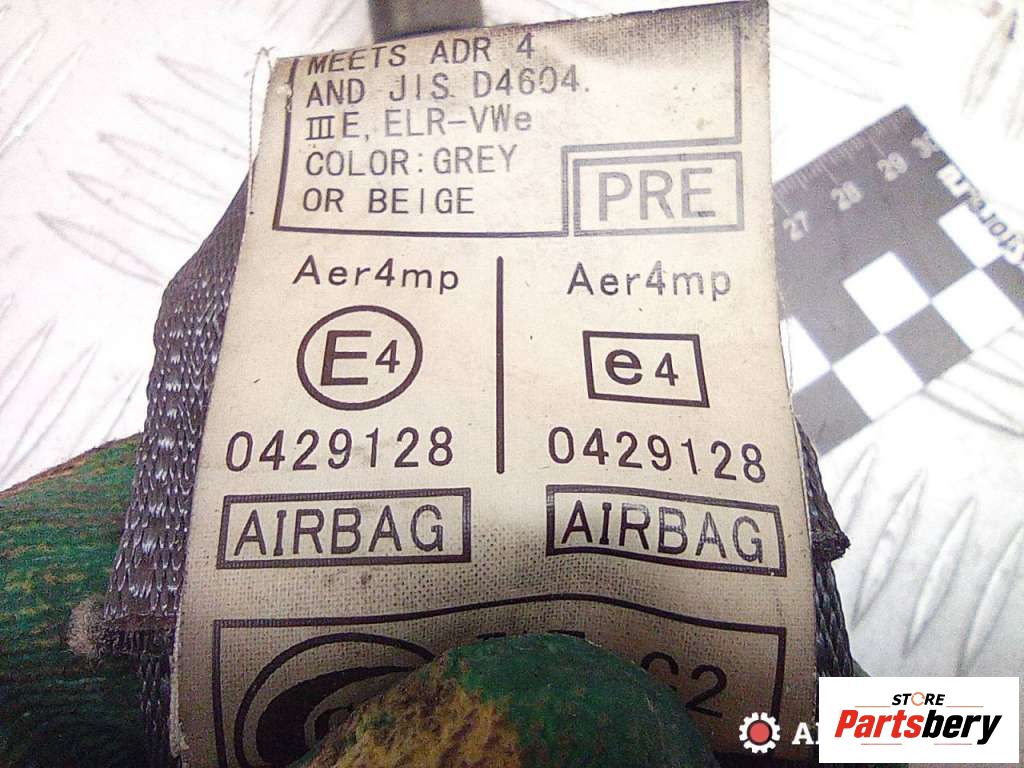 MEETS ADR 4
AND JIS D4604.
ⅢE, ELR-VWe
COLOR:GREY
OR BEIGE
PRE
Aer4mp
E4
0429128
AIRBAG
Aer4mp
e4
0429128
AIRBAG
27 28 29
STORE
Partsbery